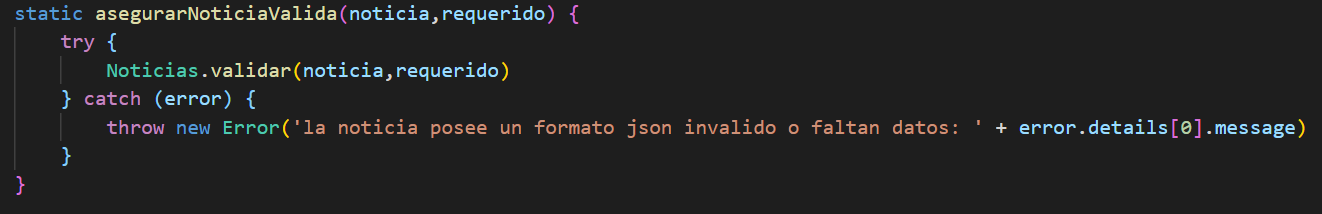 static asegurarNoticiaValida(noticia,requerido) {
    try {
        Noticias.validar(noticia,requerido)
    } catch (error) {
        throw new Error('la noticia posee un formato json invalido o faltan datos: ' + error.details[0].message)
    }
}